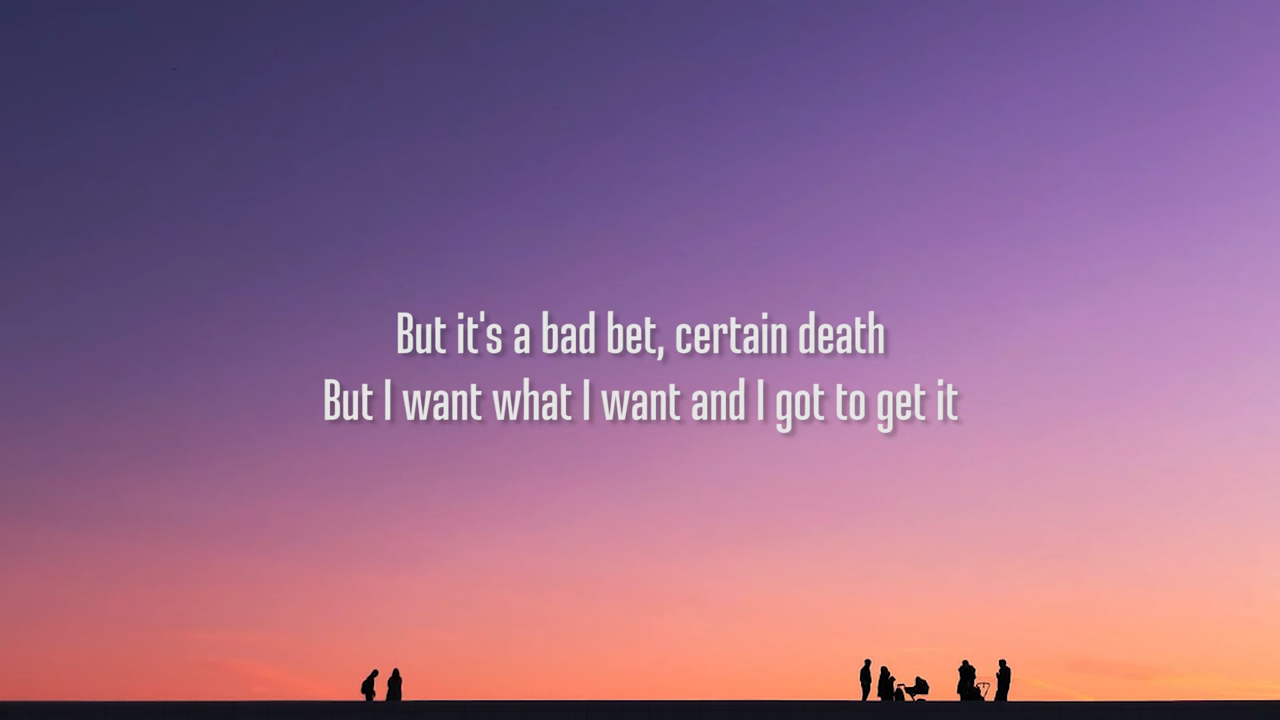 But it's a bad bet, certain death
But I want what I want and I got to get it